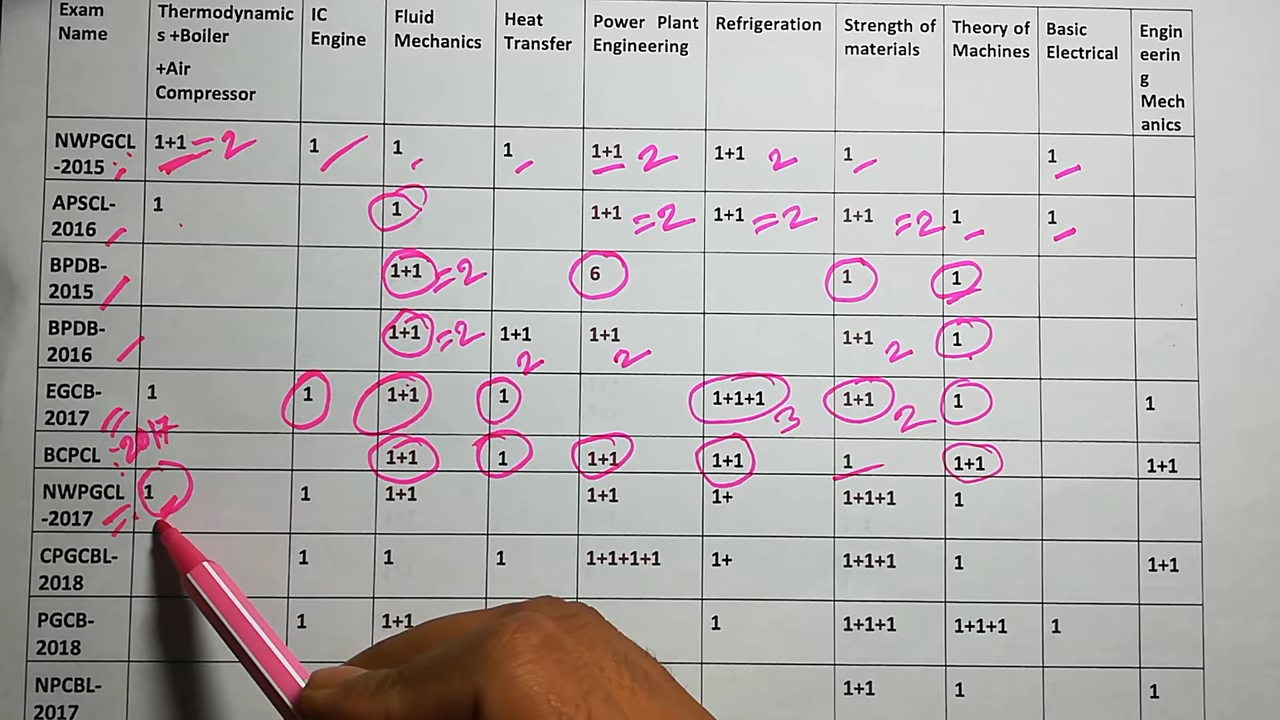 Exam Name | Thermodynamic s +Boiler +Air Compressor | IC Engine | Fluid Mechanics | Heat Transfer | Power Plant Engineering | Refrigeration | Strength of materials | Theory of Machines | Basic Electrical | Engin eerin g Mech anics
NWPGCL -2015 | 1+1 =2 | 1 | 1 | 1 | 1+1 2 | 1+1 2 | 1 | | 1 |
APSCL- 2016 | 1 | | 1 | | 1+1 =2 | 1+1 =2 | 1+1 =2 | 1 | 1 |
BPDB- 2015 | | | 1+1 =2 | | 6 | | 1 | 1 | |
BPDB- 2016 | | | 1+1 =2 | 1+1 2 | 1+1 2 | | 1+1 2 | 1 | |
EGCB- 2017 | 1 | 1 | 1+1 | 1 | | 1+1+1 3 | 1+1 2 | 1 | | 1
BCPCL -2017 | | | 1+1 | 1 | 1+1 | 1+1 | 1 | 1+1 | | 1+1
NWPGCL -2017 | 1 | 1 | 1+1 | | 1+1 | 1+ | 1+1+1 | 1 | |
CPGCBL- 2018 | | 1 | 1 | 1 | 1+1+1+1 | 1+ | 1+1+1 | 1 | | 1+1
PGCB- 2018 | | 1 | 1+1 | | | 1 | 1+1+1 | 1+1+1 | 1 |
NPCBL- 2017 | | | | | | | 1+1 | 1 | | 1